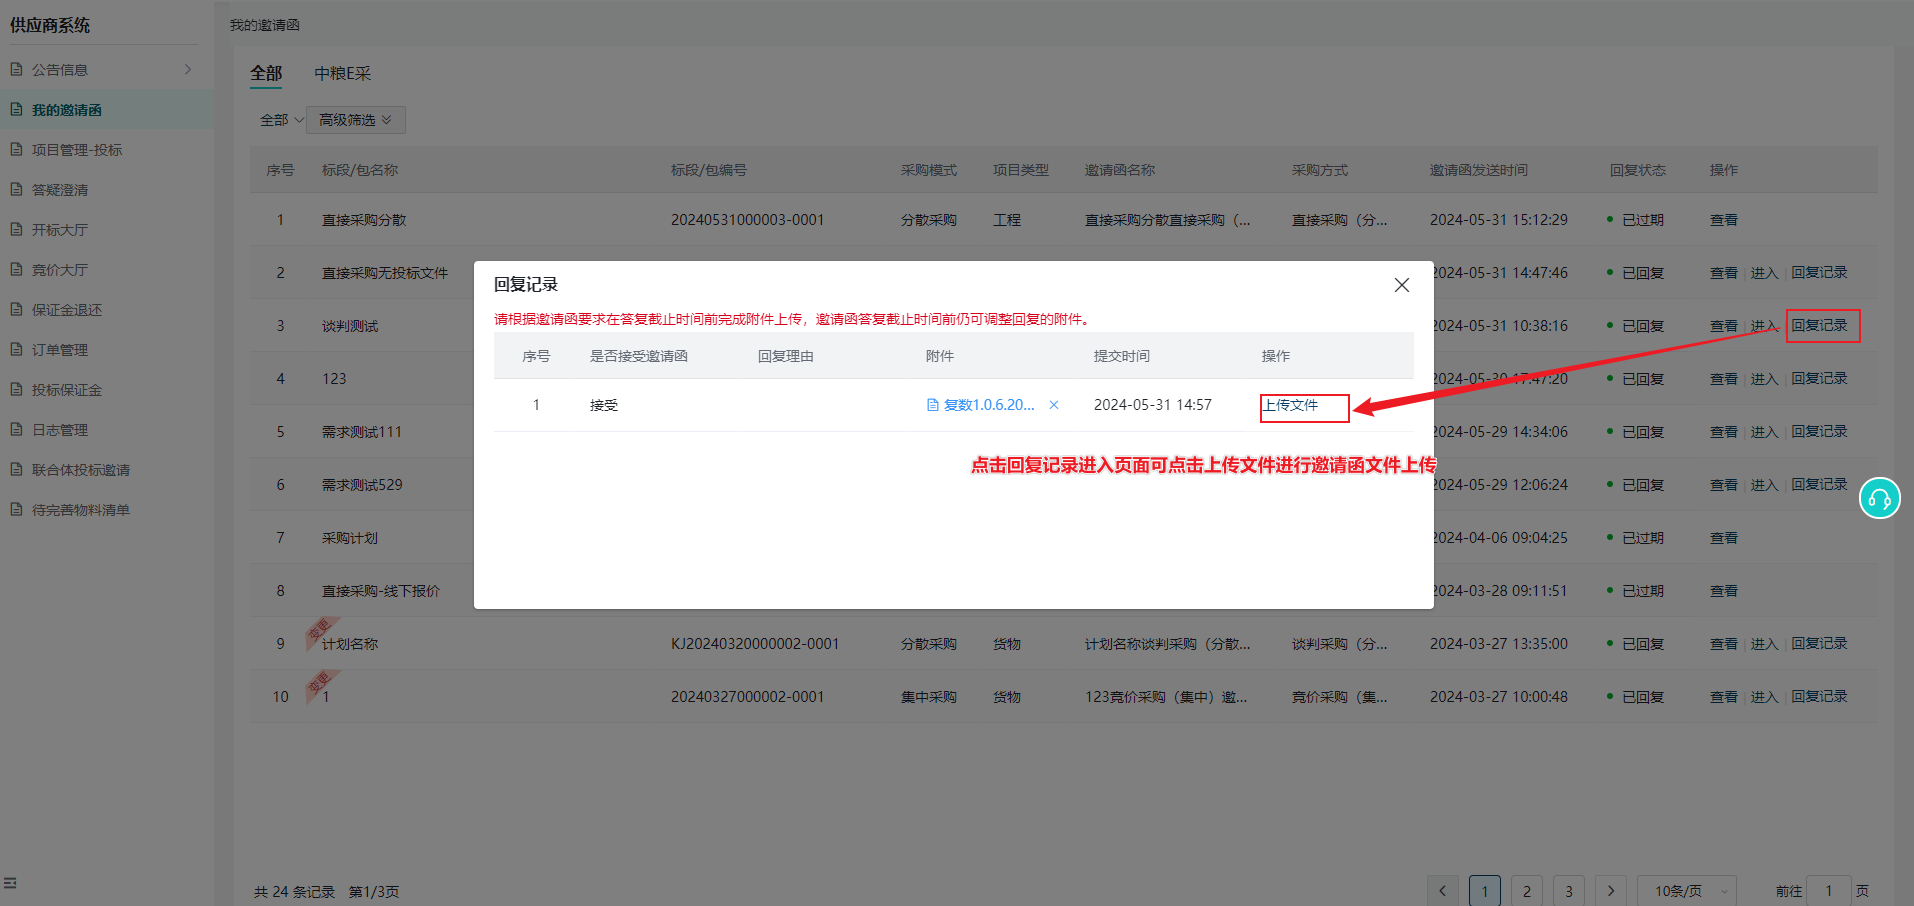 供应商系统
公告信息
我的邀请函
项目管理-投标
答疑澄清
开标大厅
竞价大厅
保证金退还
订单管理
投标保证金
日志管理
联合体投标邀请
待完善物料清单
我的邀请函
全部 中粮E采
全部 高级筛选
序号 标段/包名称 标段/包编号 采购模式 项目类型 邀请函名称 采购方式 邀请函发送时间 回复状态 操作
1 直接采购分散 20240531000003-0001 分散采购 工程 直接采购分散直接采购（... 直接采购（分... 2024-05-31 15:12:29 已过期 查看
2 直接采购无投标文件 2024-05-31 14:47:46 已回复 查看 进入 回复记录
3 谈判测试 2024-05-31 10:38:16 已回复 查看 进入 回复记录
4 123 2024-05-30 17:47:20 已回复 查看 进入 回复记录
5 需求测试111 2024-05-29 14:34:06 已回复 查看 进入 回复记录
6 需求测试529 2024-05-29 12:06:24 已回复 查看 进入 回复记录
7 采购计划 2024-04-06 09:04:25 已过期 查看
8 直接采购-线下报价 2024-03-28 09:11:51 已过期 查看
变更
9 计划名称 KJ20240320000002-0001 分散采购 货物 计划名称谈判采购（分散... 谈判采购（分... 2024-03-27 13:35:00 已回复 查看 进入 回复记录
变更
10 1 20240327000002-0001 集中采购 货物 123竞价采购（集中）邀... 竞价采购（集... 2024-03-27 10:00:48 已回复 查看 进入 回复记录
回复记录
请根据邀请函要求在答复截止时间前完成附件上传，邀请函答复截止时间前仍可调整回复的附件。
序号 是否接受邀请函 回复理由 附件 提交时间 操作
1 接受 复数1.0.6.20... 2024-05-31 14:57 上传文件
点击回复记录进入页面可点击上传文件进行邀请函文件上传
共 24 条记录 第1/3页
1 2 3 10条/页 前往 1 页